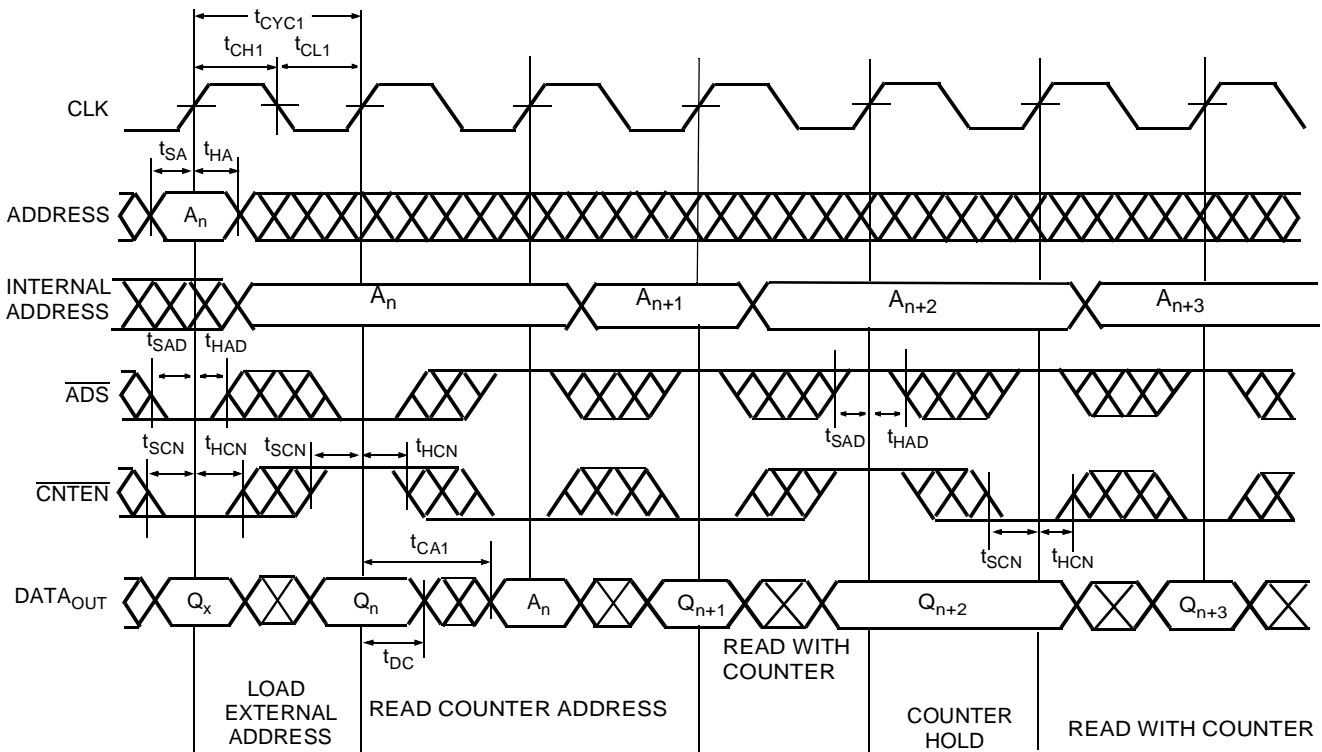 tCYC1
tCH1 tCL1
CLK
tSA tHA
ADDRESS An
INTERNAL ADDRESS An An+1 An+2 An+3
tSAD tHAD
ADS
tSAD tHAD
tSCN tHCN tSCN tHCN
CNTEN
tSCN tHCN
tCA1
DATAOUT Qx Qn An Qn+1 Qn+2 Qn+3
tDC
READ WITH
COUNTER
LOAD
EXTERNAL
ADDRESS
READ COUNTER ADDRESS
COUNTER
HOLD
READ WITH COUNTER